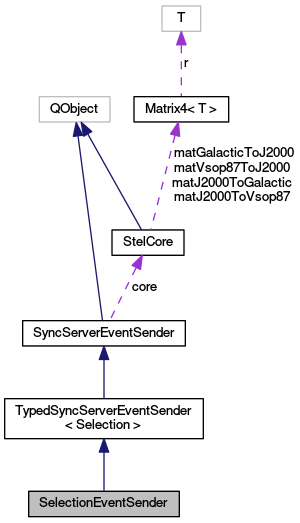 T
r
QObject
Matrix4< T >
matGalacticToJ2000
matVsop87ToJ2000
matJ2000ToGalactic
matJ2000ToVsop87
StelCore
core
SyncServerEventSender
TypedSyncServerEventSender
< Selection >
SelectionEventSender